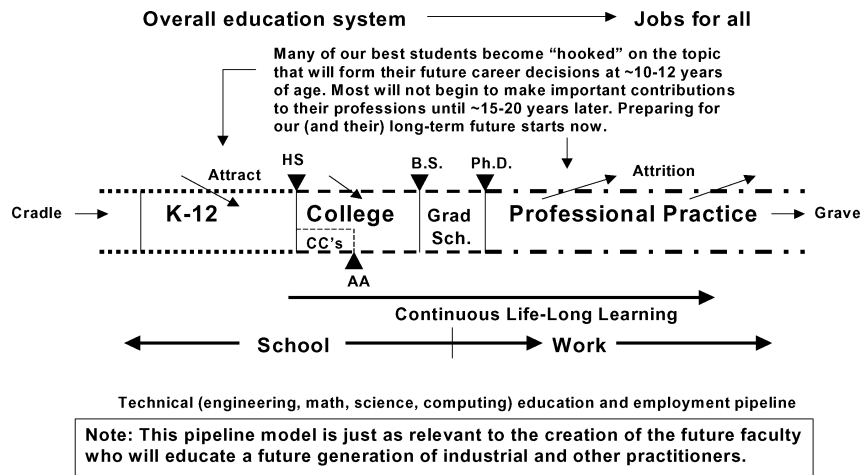 Overall education system
Jobs for all
Many of our best students become “hooked” on the topic
that will form their future career decisions at ~10-12 years
of age. Most will not begin to make important contributions
to their professions until ~15-20 years later. Preparing for
our (and their) long-term future starts now.
HS
B.S.
Ph.D.
Attract
Attrition
Cradle
K-12
College
Grad
Sch.
Professional Practice
Grave
CC's
AA
Continuous Life-Long Learning
School
Work
Technical (engineering, math, science, computing) education and employment pipeline
Note: This pipeline model is just as relevant to the creation of the future faculty
who will educate a future generation of industrial and other practitioners.